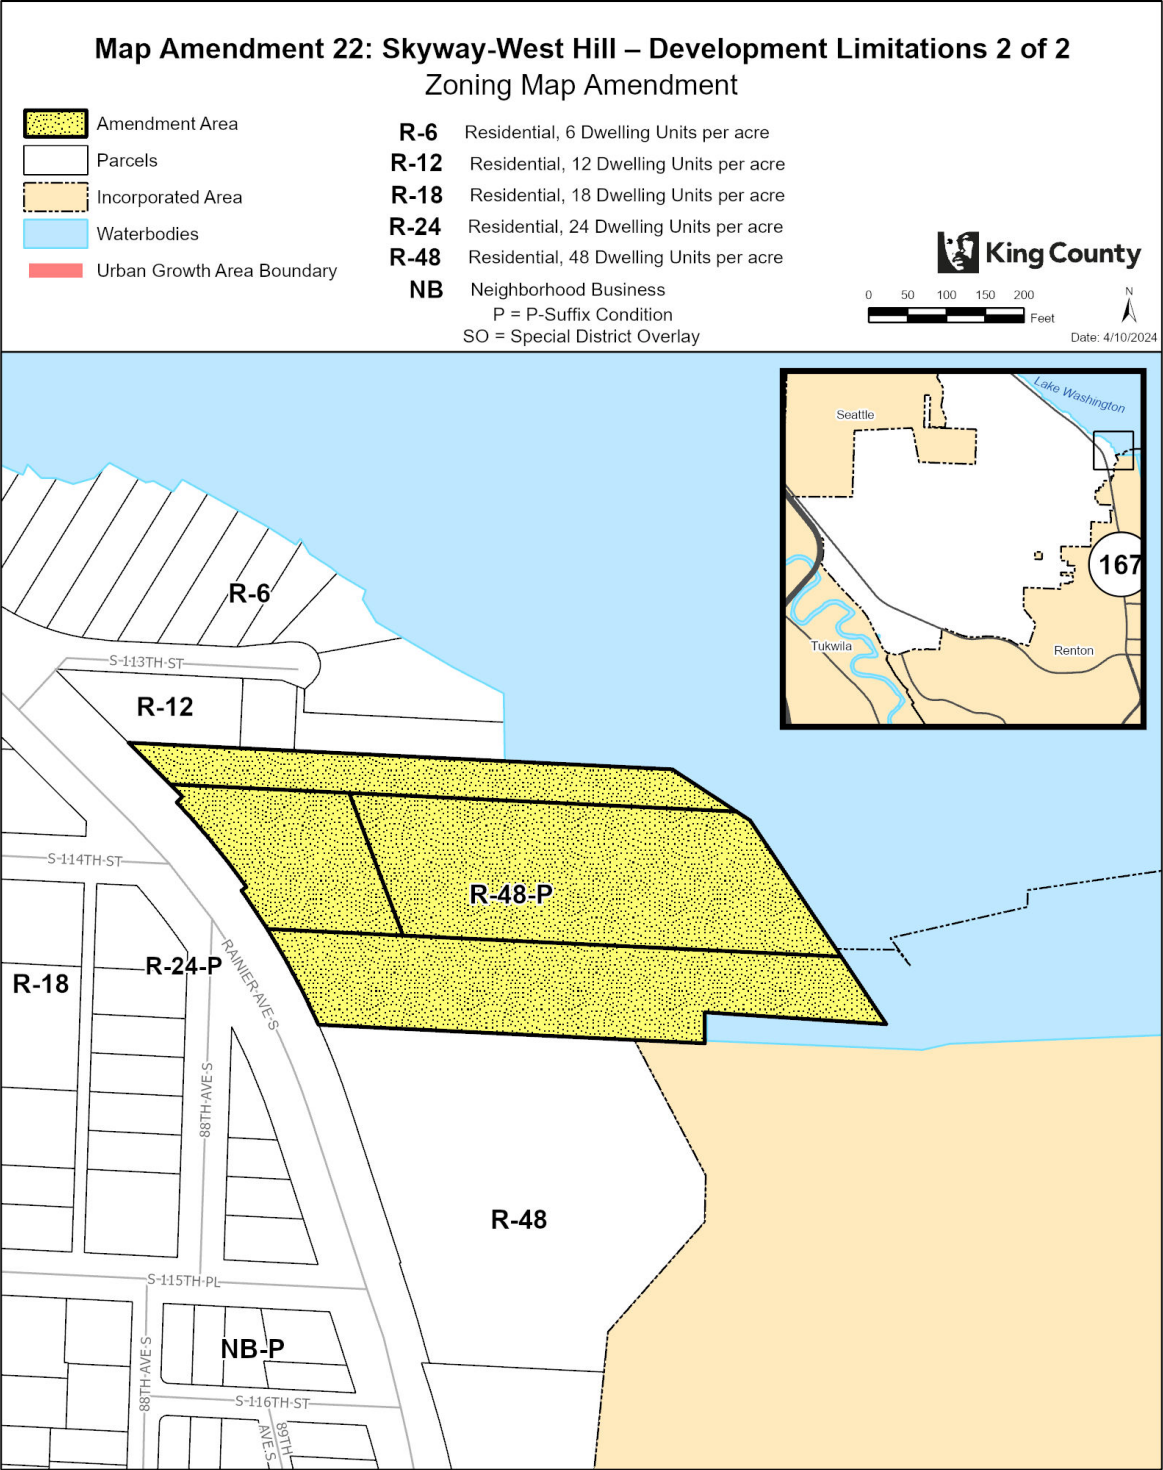 Map Amendment 22: Skyway-West Hill – Development Limitations 2 of 2
Zoning Map Amendment
Amendment Area
Parcels
Incorporated Area
Waterbodies
Urban Growth Area Boundary
R-6 Residential, 6 Dwelling Units per acre
R-12 Residential, 12 Dwelling Units per acre
R-18 Residential, 18 Dwelling Units per acre
R-24 Residential, 24 Dwelling Units per acre
R-48 Residential, 48 Dwelling Units per acre
NB Neighborhood Business
P = P-Suffix Condition
SO = Special District Overlay
King County
0 50 100 150 200
Feet
N
Date: 4/10/2024
Lake Washington
Seattle
167
Tukwila
Renton
R-6
S 113TH ST
R-12
S 114TH ST
R-48-P
RAINIER AVE S
R-24-P
R-18
88TH AVE S
R-48
S 115TH PL
NB-P
88TH AVE S
S 116TH ST
89TH
AVE S